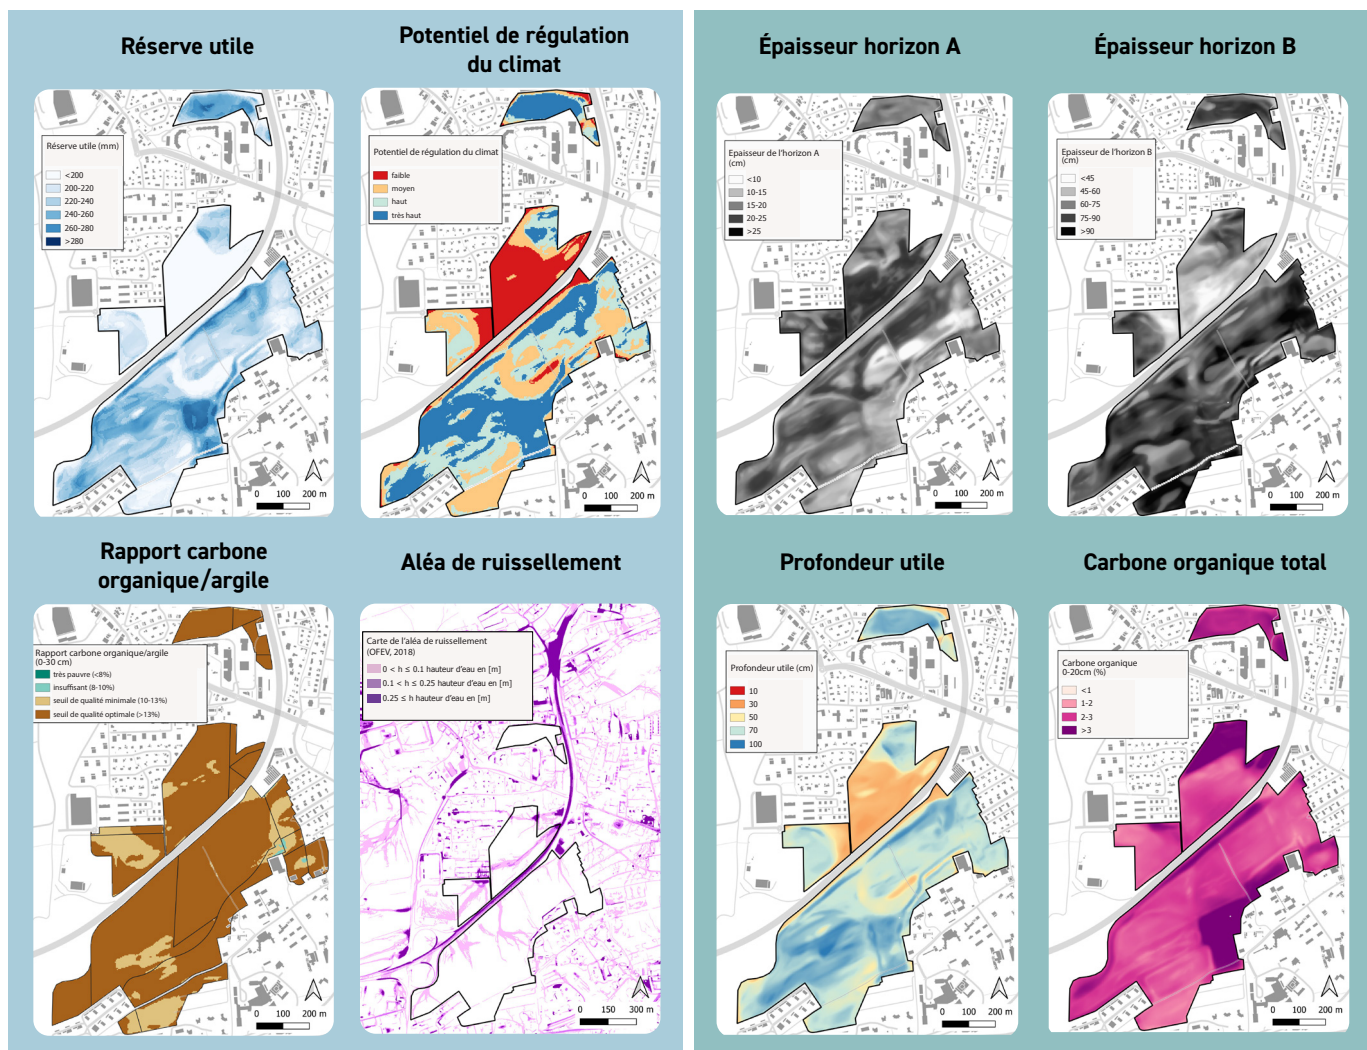 Réserve utile
Réserve utile (mm)
<200
200-220
220-240
240-260
260-280
>280
0 100 200 m
Potentiel de régulation
du climat
Potentiel de régulation du climat
faible
moyen
haut
très haut
0 100 200 m
Épaisseur horizon A
Epaisseur de l'horizon A
(cm)
<10
10-15
15-20
20-25
>25
0 100 200 m
Épaisseur horizon B
Epaisseur de l'horizon B
(cm)
<45
45-60
60-75
75-90
>90
0 100 200 m
Rapport carbone
organique/argile
Rapport carbone organique/argile
(0-30 cm)
très pauvre (<8%)
insuffisant (8-10%)
seuil de qualité minimale (10-13%)
seuil de qualité optimale (>13%)
0 100 200 m
Aléa de ruissellement
Carte de l'aléa de ruissellement
(OFEV, 2018)
0 < h ≤ 0.1 hauteur d'eau en [m]
0.1 < h ≤ 0.25 hauteur d'eau en [m]
0.25 ≤ h hauteur d'eau en [m]
0 150 300 m
Profondeur utile
Profondeur utile (cm)
10
30
50
70
100
0 100 200 m
Carbone organique total
Carbone organique
0-20cm (%)
<1
1-2
2-3
>3
0 100 200 m